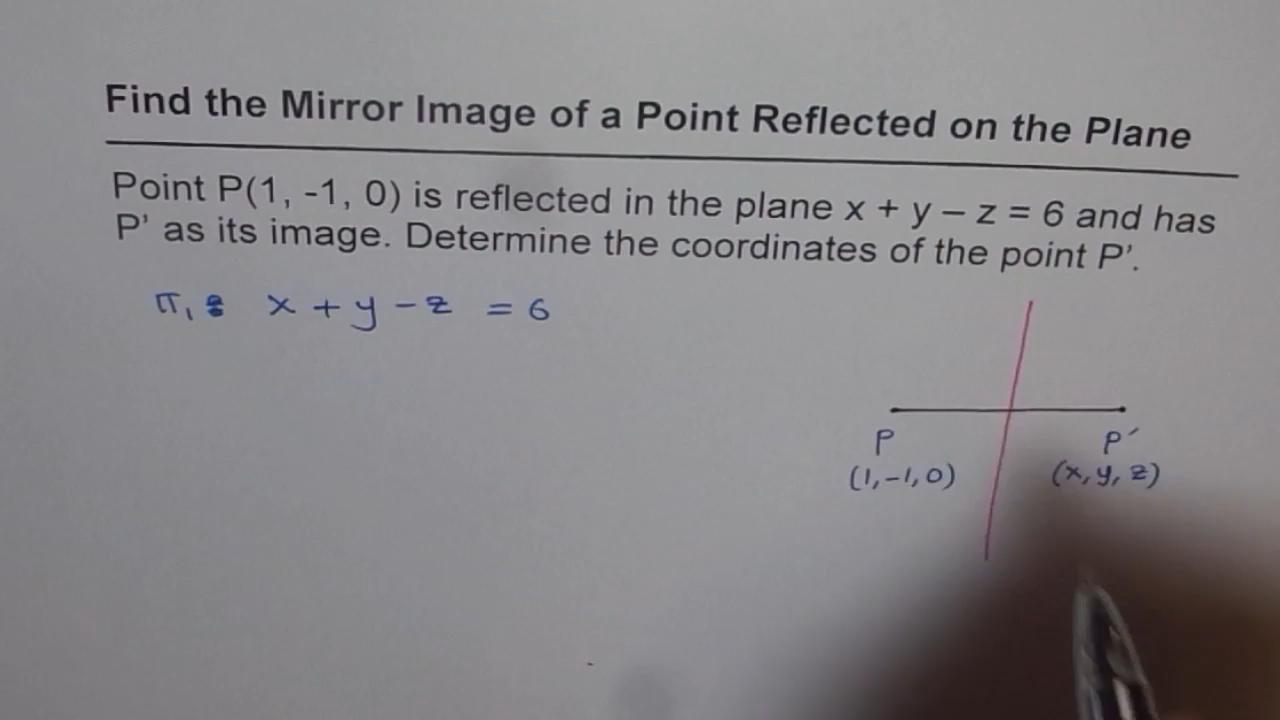 Find the Mirror Image of a Point Reflected on the Plane
Point P(1, -1, 0) is reflected in the plane x + y – z = 6 and has
P' as its image. Determine the coordinates of the point P'.
π₁ : x + y - z = 6
P P'
(1,-1,0) (x,y,z)